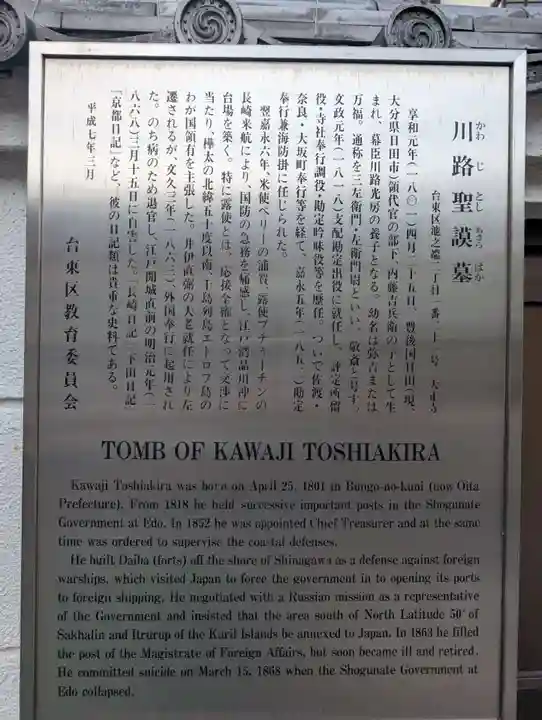 川路聖謨墓
かわ じ とし あきら はか
台東区池之端二丁目一番二十一号 大正寺
享和元年(一八〇一)四月二十五日、豊後国日田(現、
大分県日田市)領代官の部下、内藤吉兵衛の子として生
まれ、幕臣川路光房の養子となる。幼名は弥吉または
万福。通称を三左衛門・左衛門尉といい、敬斎と号す。
文政元年(一八一八)支配勘定出役に就任し、評定所留
役・寺社奉行調役・勘定吟味役等を歴任。ついで佐渡・
奈良・大坂町奉行等を経て、嘉永五年(一八五二)勘定
奉行兼海防掛に任じられた。
翌嘉永六年、米使ペリーの浦賀、露使プチャーチンの
長崎来航により、国防の急務を痛感し、江戸湾品川沖に
台場を築く。特に露使とは、応接全権となって交渉に
当たり、樺太の北緯五十度以南、千島列島エトロフ島の
わが国領有を主張した。井伊直弼の大老就任により左
遷されるが、文久三年(一八六三)、外国奉行に起用され
た。のち病のため退官し、江戸開城直前の明治元年(一
八六八)三月十五日に自害した。「長崎日記」「下田日記」
「京都日記」など、彼の日記類は貴重な史料である。
平成七年三月
台東区教育委員会
TOMB OF KAWAJI TOSHIAKIRA
Kawaji Toshiakira was born on April 25, 1801 in Bungo-no-kuni (now Oita
Prefecture). From 1818 he held successive important posts in the Shogunate
Government at Edo. In 1852 he was appointed Chief Treasurer and at the same
time was ordered to supervise the coastal defenses.
He built Daiba (forts) off the shore of Shinagawa as a defense against foreign
warships, which visited Japan to force the government in to opening its ports
to foreign shipping. He negotiated with a Russian mission as a representative
of the Government and insisted that the area south of North Latitude 50° of
Sakhalin and Itrurup of the Karil Islands be annexed to Japan. In 1863 he filled
the post of the Magistrate of Foreign Affairs, but soon became ill and retired.
He committed suicide on March 15, 1868 when the Shogunate Government at
Edo collapsed.